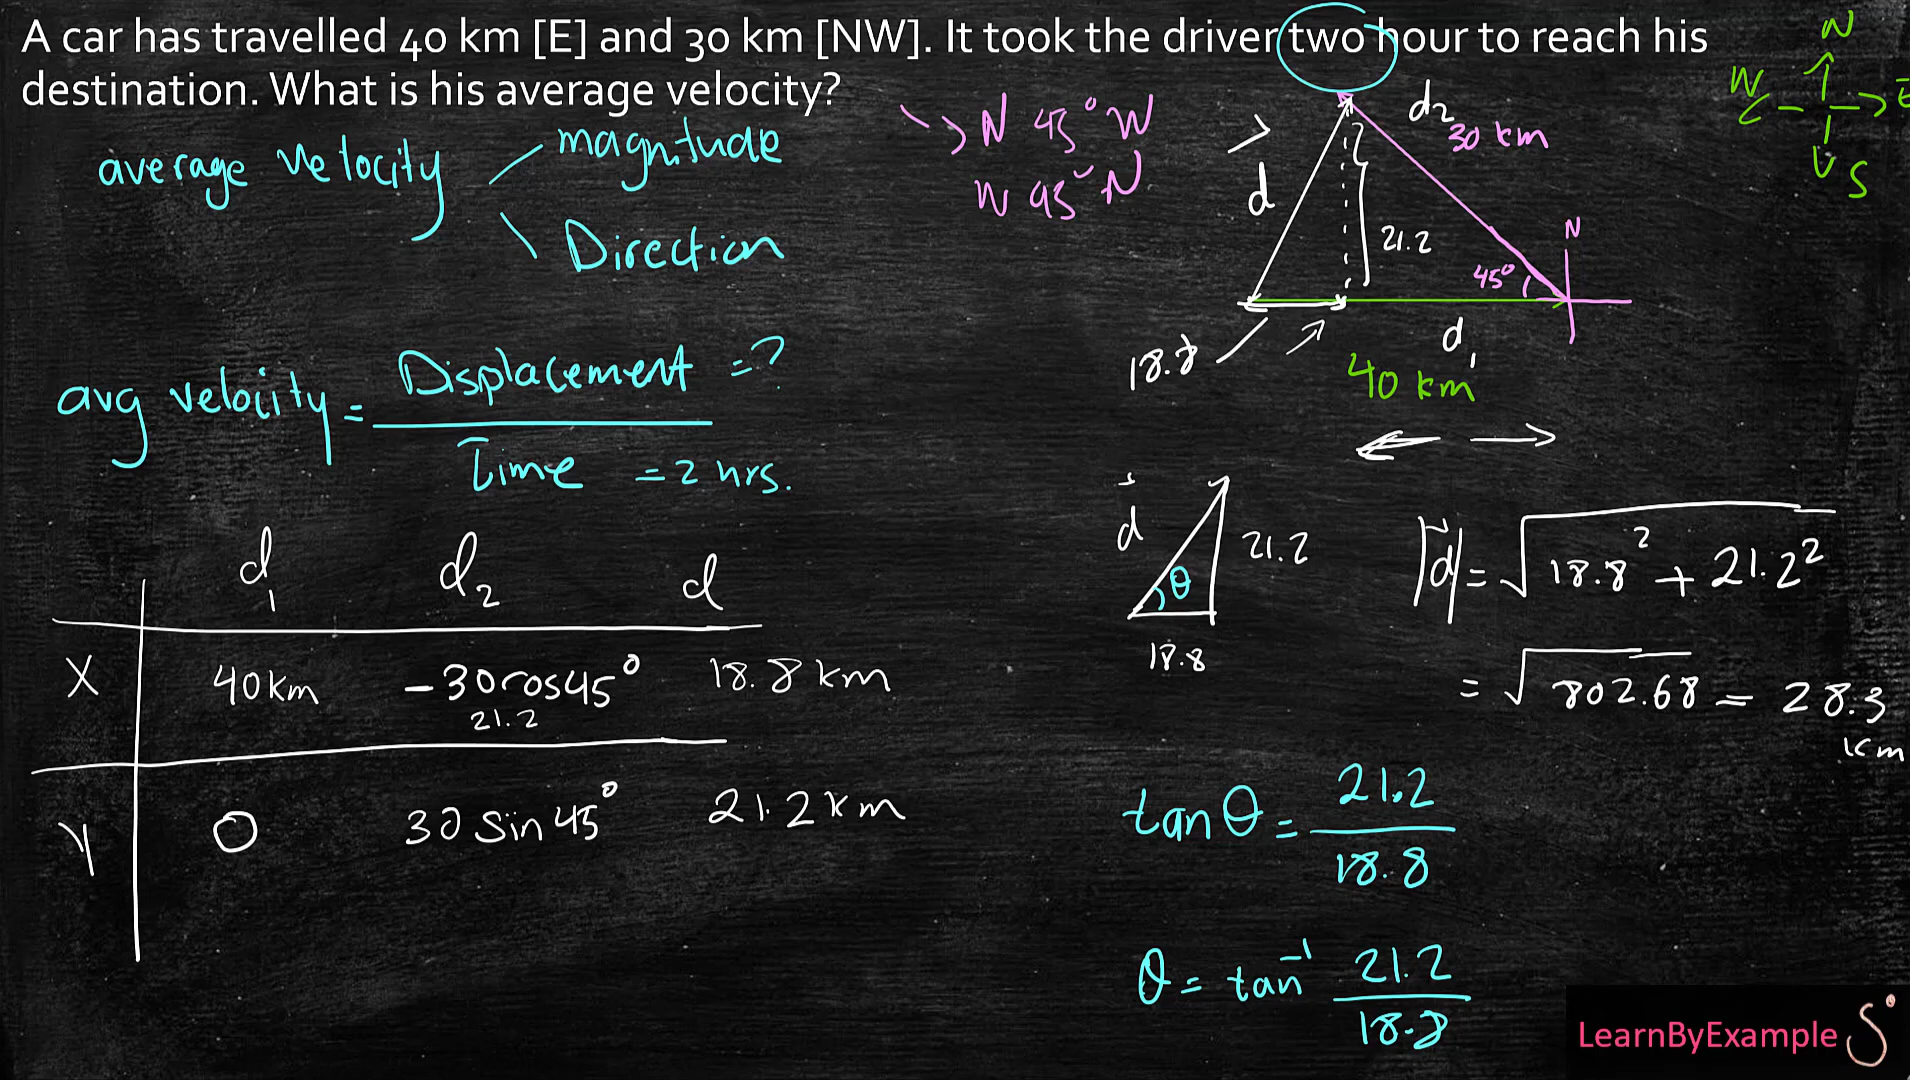 A car has travelled 40 km [E] and 30 km [NW]. It took the driver two hour to reach his
destination. What is his average velocity?
N
W
S
average velocity
magnitude
Direction
N 45° W
W 45° N
d
d2
30 km
21.2
N
45°
18.8
d1
40 km
avg velocity = Displacement = ?
Time = 2 hrs.
d1 d2 d
X 40km -30cos45° 18.8km
21.2
Y 0 30 sin 45° 21.2km
d
θ
21.2
18.8
|d| = √18.8² + 21.2²
= √802.68 = 28.3
km
tan θ = 21.2
18.8
θ = tan⁻¹ 21.2
18.8
LearnByExample